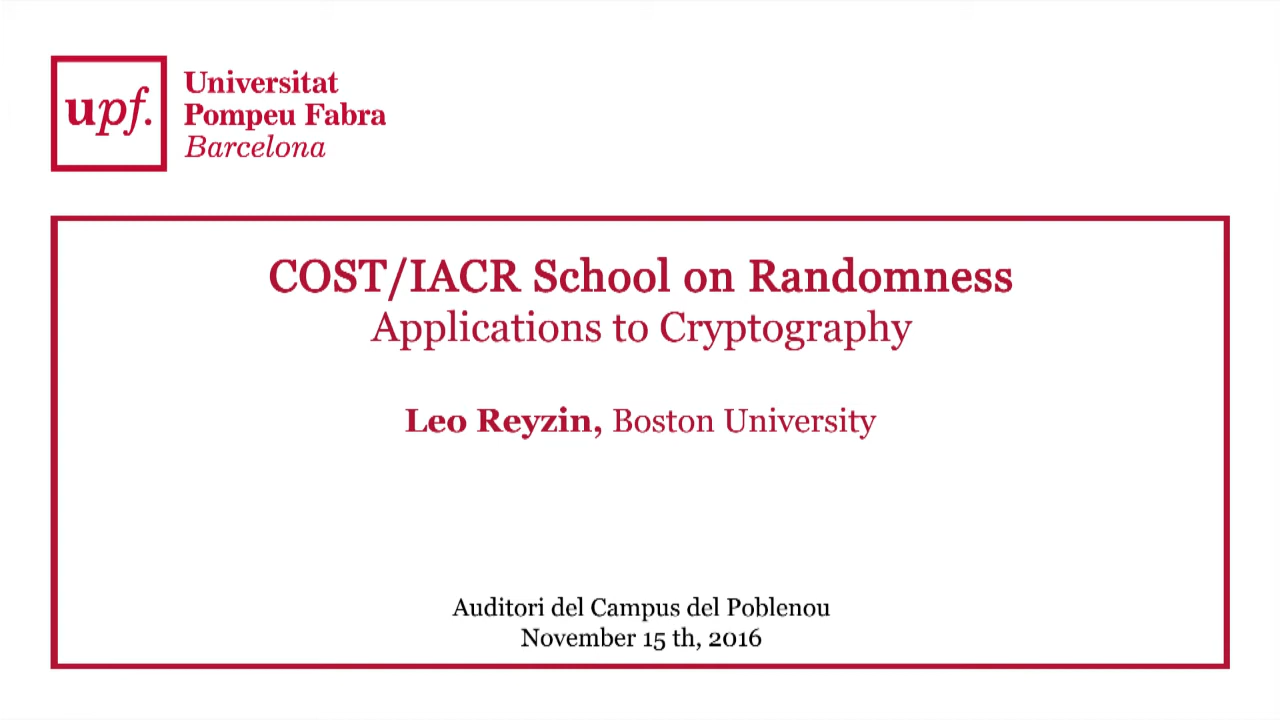 upf.
Universitat
Pompeu Fabra
Barcelona
COST/IACR School on Randomness
Applications to Cryptography
Leo Reyzin, Boston University
Auditori del Campus del Poblenou
November 15 th, 2016